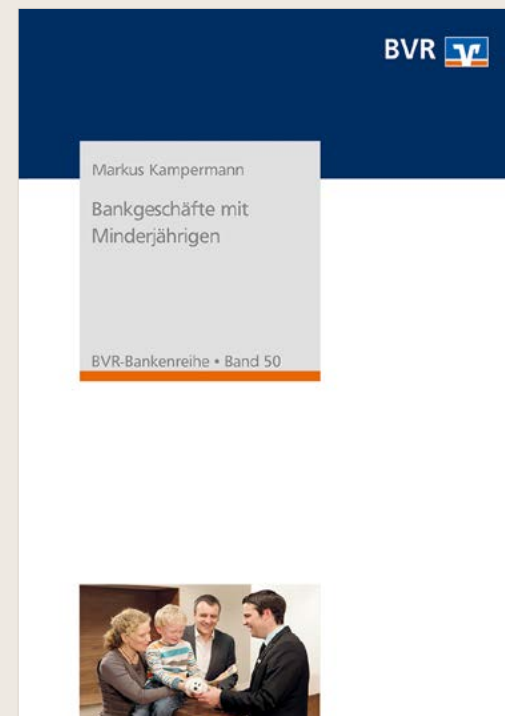 BVR
Markus Kampermann
Bankgeschäfte mit
Minderjährigen
BVR-Bankenreihe • Band 50